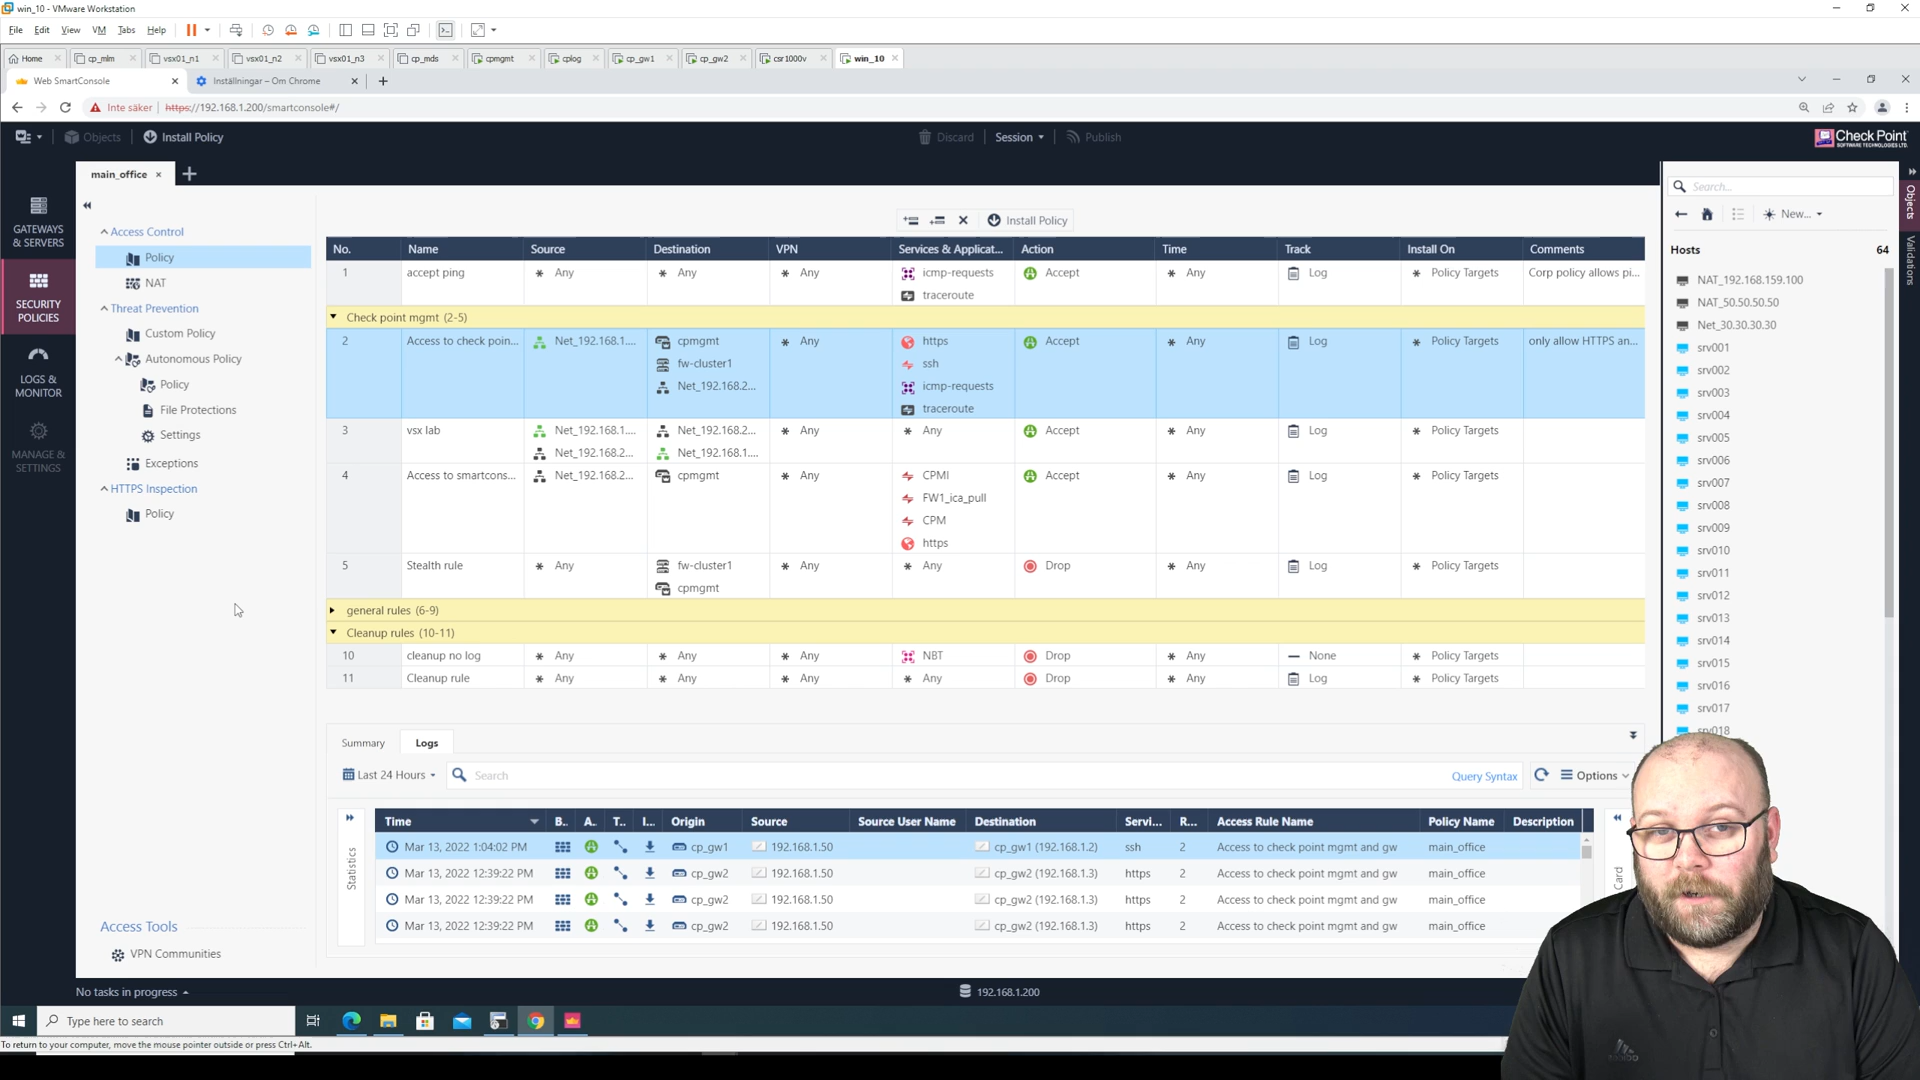 win_10 - VMware Workstation
File Edit View VM Tabs Help
Home cp_mlm vsx01_n1 vsx01_n2 vsx01_n3 cp_mds cpmgmt cplog cp_gw1 cp_gw2 csr1000v win_10
Web SmartConsole Inställningar – Om Chrome
Inte säker https://192.168.1.200/smartconsole#/
Objects Install Policy Discard Session Publish Check Point
SOFTWARE TECHNOLOGIES LTD.
main_office
GATEWAYS & SERVERS
SECURITY POLICIES
LOGS & MONITOR
MANAGE & SETTINGS
Access Control
Policy
NAT
Threat Prevention
Custom Policy
Autonomous Policy
Policy
File Protections
Settings
Exceptions
HTTPS Inspection
Policy
Access Tools
VPN Communities
Install Policy
No. Name Source Destination VPN Services & Applicat... Action Time Track Install On Comments
1 accept ping Any Any Any icmp-requests Accept Any Log Policy Targets Corp policy allows pi...
traceroute
Check point mgmt (2-5)
2 Access to check poin... Net_192.168.1.... cpmgmt Any https Accept Any Log Policy Targets only allow HTTPS an...
fw-cluster1 ssh
Net_192.168.2... icmp-requests
traceroute
3 vsx lab Net_192.168.1.... Net_192.168.2... Any Any Accept Any Log Policy Targets
Net_192.168.2... Net_192.168.1....
4 Access to smartcons... Net_192.168.2... cpmgmt Any CPMI Accept Any Log Policy Targets
FW1_ica_pull
CPM
https
5 Stealth rule Any fw-cluster1 Any Any Drop Any Log Policy Targets
cpmgmt
general rules (6-9)
Cleanup rules (10-11)
10 cleanup no log Any Any Any NBT Drop Any None Policy Targets
11 Cleanup rule Any Any Any Any Drop Any Log Policy Targets
Summary Logs
Last 24 Hours Search Query Syntax Options
Statistics
Time B.. A.. T.. I... Origin Source Source User Name Destination Servi... R... Access Rule Name Policy Name Description
Mar 13, 2022 1:04:02 PM cp_gw1 192.168.1.50 cp_gw1 (192.168.1.2) ssh 2 Access to check point mgmt and gw main_office
Mar 13, 2022 12:39:22 PM cp_gw2 192.168.1.50 cp_gw2 (192.168.1.3) https 2 Access to check point mgmt and gw main_office
Mar 13, 2022 12:39:22 PM cp_gw2 192.168.1.50 cp_gw2 (192.168.1.3) https 2 Access to check point mgmt and gw main_office
Mar 13, 2022 12:39:22 PM cp_gw2 192.168.1.50 cp_gw2 (192.168.1.3) https 2 Access to check point mgmt and gw main_office
Card
Search...
New...
Hosts 64
NAT_192.168.159.100
NAT_50.50.50.50
Net_30.30.30.30
srv001
srv002
srv003
srv004
srv005
srv006
srv007
srv008
srv009
srv010
srv011
srv012
srv013
srv014
srv015
srv016
srv017
srv018
Objects
Validations
No tasks in progress 192.168.1.200
Type here to search
To return to your computer, move the mouse pointer outside or press Ctrl+Alt.
adidas